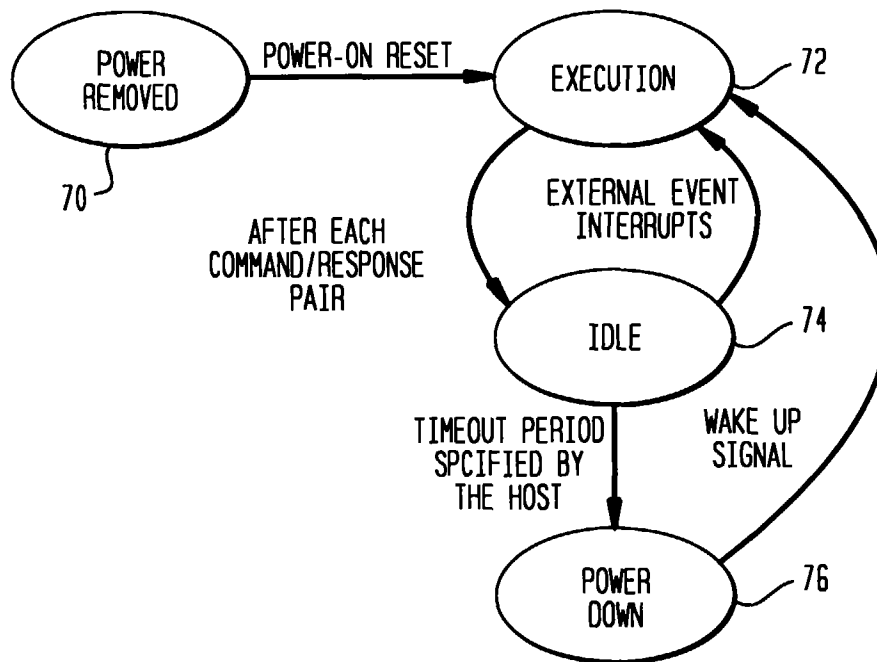 POWER
REMOVED
70
POWER-ON RESET
EXECUTION
72
AFTER EACH
COMMAND/RESPONSE
PAIR
EXTERNAL EVENT
INTERRUPTS
IDLE
74
TIMEOUT PERIOD
SPCIFIED BY
THE HOST
WAKE UP
SIGNAL
POWER
DOWN
76